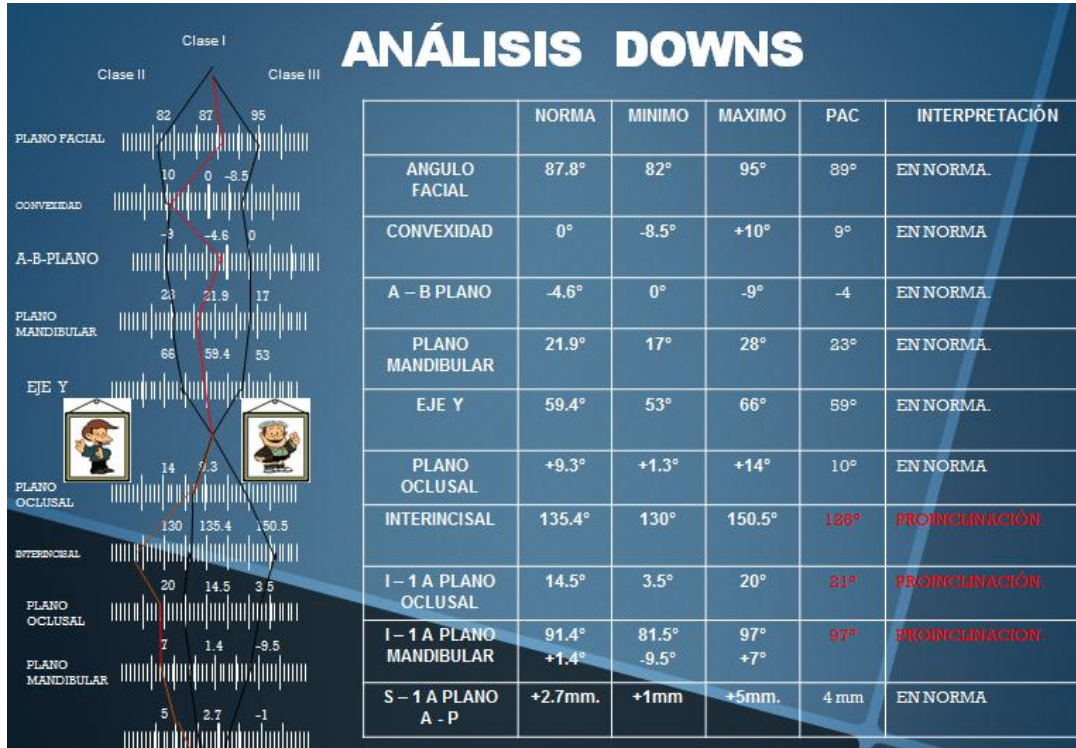 ANÁLISIS DOWNS
Clase I
Clase II
Clase III
82 87 95
PLANO FACIAL
10 0 -8.5
CONVEXIDAD
-9 -4.6 0
A-B-PLANO
28 21.9 17
PLANO
MANDIBULAR
66 59.4 53
EJE Y
14 9.3
PLANO
OCLUSAL
130 135.4 150.5
INTERINCISAL
20 14.5 3.5
PLANO
OCLUSAL
7 1.4 -9.5
PLANO
MANDIBULAR
5 2.7 -1
NORMA MINIMO MAXIMO PAC INTERPRETACIÓN
ANGULO
FACIAL
87.8° 82° 95° 89° EN NORMA.
CONVEXIDAD 0° -8.5° +10° 9° EN NORMA
A – B PLANO -4.6° 0° -9° -4 EN NORMA.
PLANO
MANDIBULAR
21.9° 17° 28° 23° EN NORMA.
EJE Y 59.4° 53° 66° 59° EN NORMA.
PLANO
OCLUSAL
+9.3° +1.3° +14° 10° EN NORMA
INTERINCISAL 135.4° 130° 150.5° 126° PROINCLINACIÓN.
I – 1 A PLANO
OCLUSAL
14.5° 3.5° 20° 21° PROINCLINACIÓN.
I – 1 A PLANO
MANDIBULAR
91.4° 81.5° 97° 97° PROINCLINACION.
+1.4° -9.5° +7°
S – 1 A PLANO
A - P
+2.7mm. +1mm +5mm. 4 mm EN NORMA